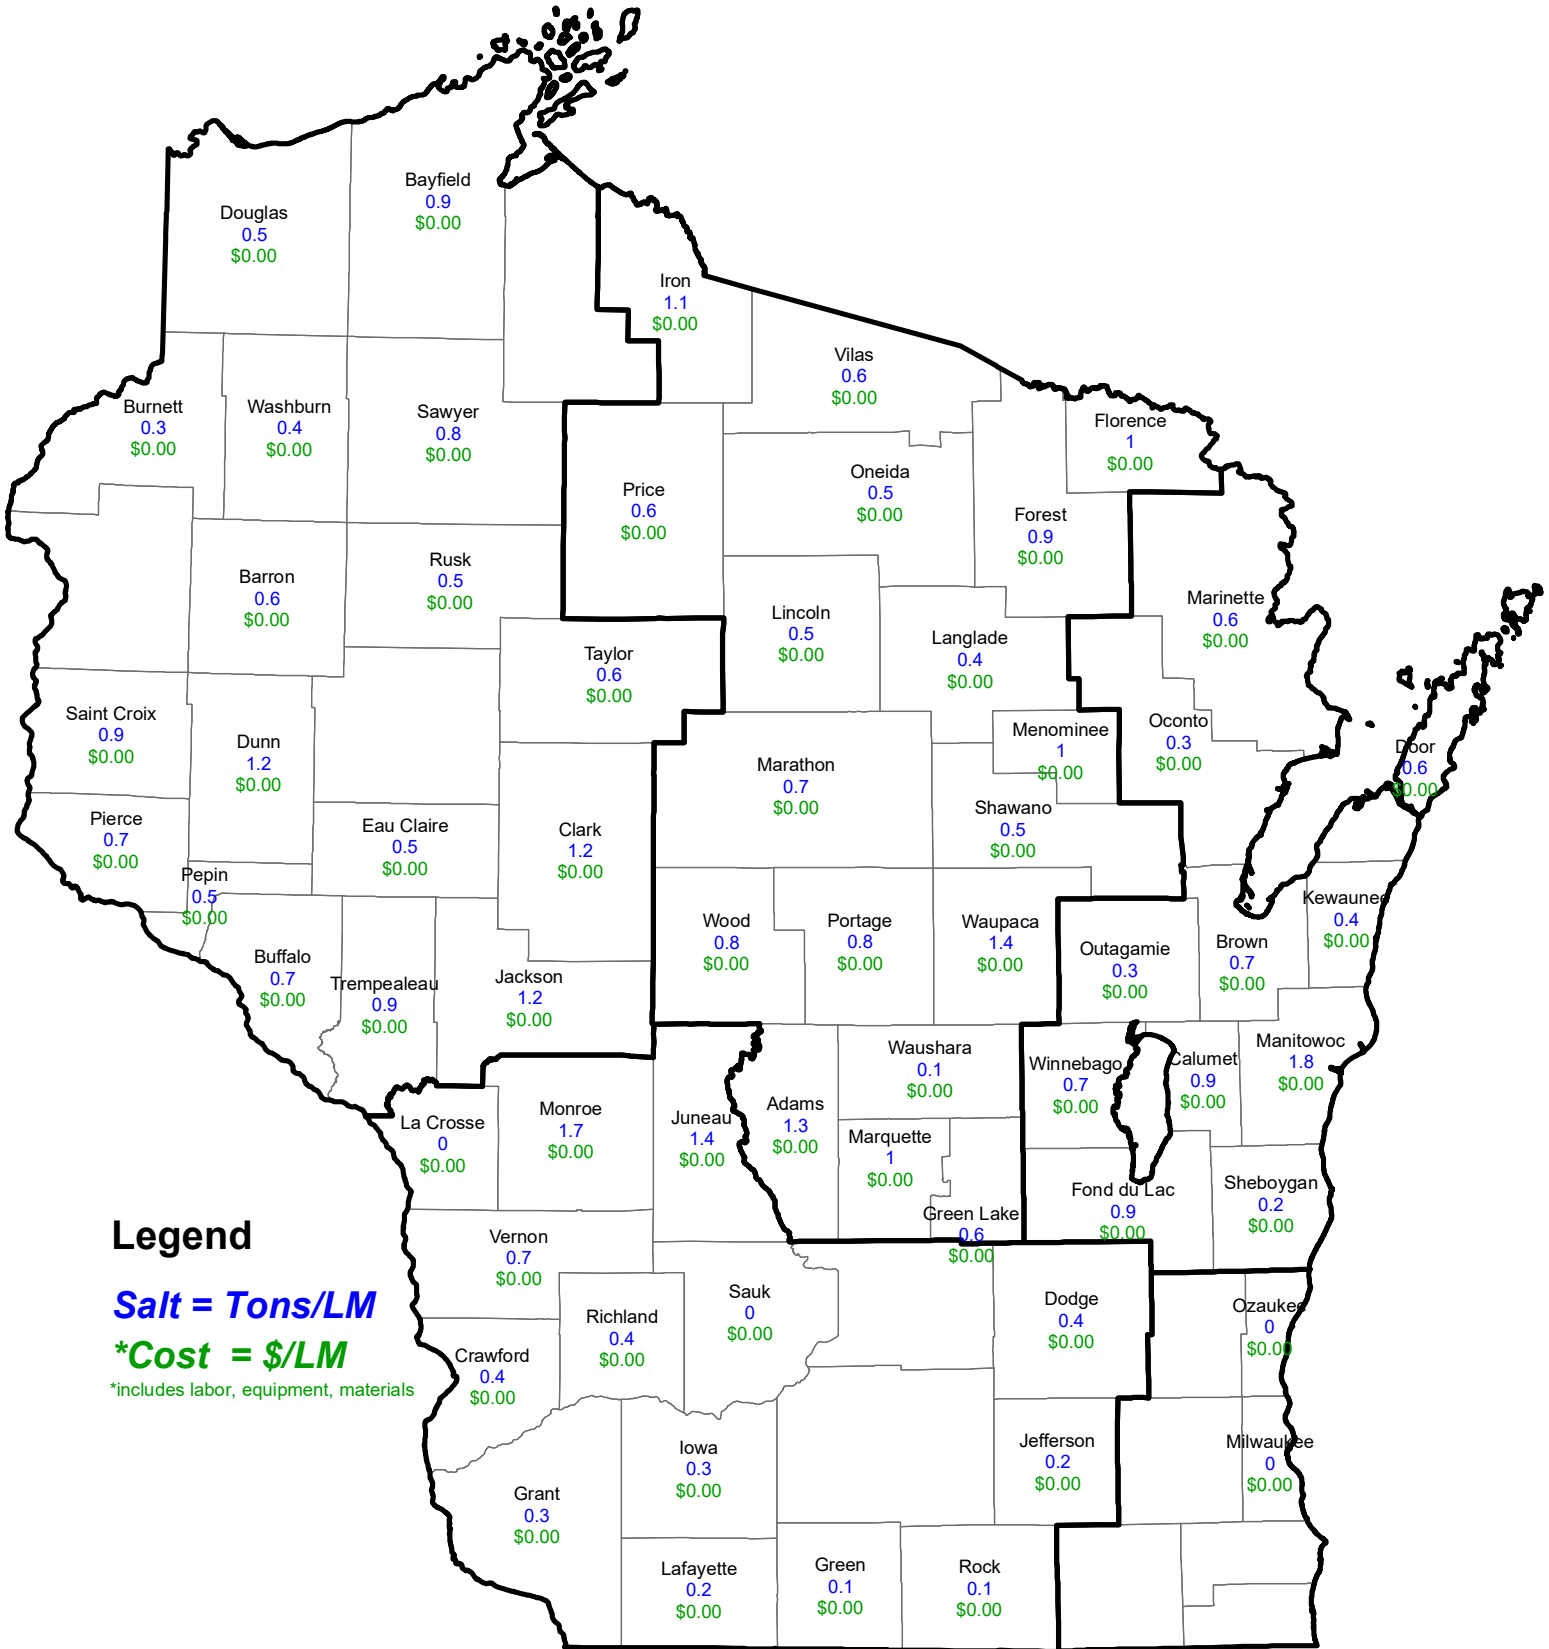 Bayfield
0.9
$0.00
Douglas
0.5
$0.00
Iron
1.1
$0.00
Vilas
0.6
$0.00
Burnett
0.3
$0.00
Washburn
0.4
$0.00
Sawyer
0.8
$0.00
Florence
1
$0.00
Oneida
0.5
$0.00
Price
0.6
$0.00
Forest
0.9
$0.00
Rusk
0.5
$0.00
Barron
0.6
$0.00
Marinette
0.6
$0.00
Lincoln
0.5
$0.00
Langlade
0.4
$0.00
Taylor
0.6
$0.00
Saint Croix
0.9
$0.00
Dunn
1.2
$0.00
Menominee
1
$0.00
Oconto
0.3
$0.00
Door
0.6
$0.00
Marathon
0.7
$0.00
Shawano
0.5
$0.00
Pierce
0.7
$0.00
Eau Claire
0.5
$0.00
Clark
1.2
$0.00
Pepin
0.5
$0.00
Kewaunee
0.4
$0.00
Wood
0.8
$0.00
Portage
0.8
$0.00
Waupaca
1.4
$0.00
Outagamie
0.3
$0.00
Brown
0.7
$0.00
Buffalo
0.7
$0.00
Trempealeau
0.9
$0.00
Jackson
1.2
$0.00
Waushara
0.1
$0.00
Winnebago
0.7
$0.00
Calumet
0.9
$0.00
Manitowoc
1.8
$0.00
La Crosse
0
$0.00
Monroe
1.7
$0.00
Juneau
1.4
$0.00
Adams
1.3
$0.00
Marquette
1
$0.00
Green Lake
0.6
$0.00
Fond du Lac
0.9
$0.00
Sheboygan
0.2
$0.00
Legend
Salt = Tons/LM
*Cost = $/LM
*includes labor, equipment, materials
Vernon
0.7
$0.00
Richland
0.4
$0.00
Sauk
0
$0.00
Dodge
0.4
$0.00
Ozaukee
0
$0.00
Crawford
0.4
$0.00
Iowa
0.3
$0.00
Jefferson
0.2
$0.00
Milwaukee
0
$0.00
Grant
0.3
$0.00
Lafayette
0.2
$0.00
Green
0.1
$0.00
Rock
0.1
$0.00